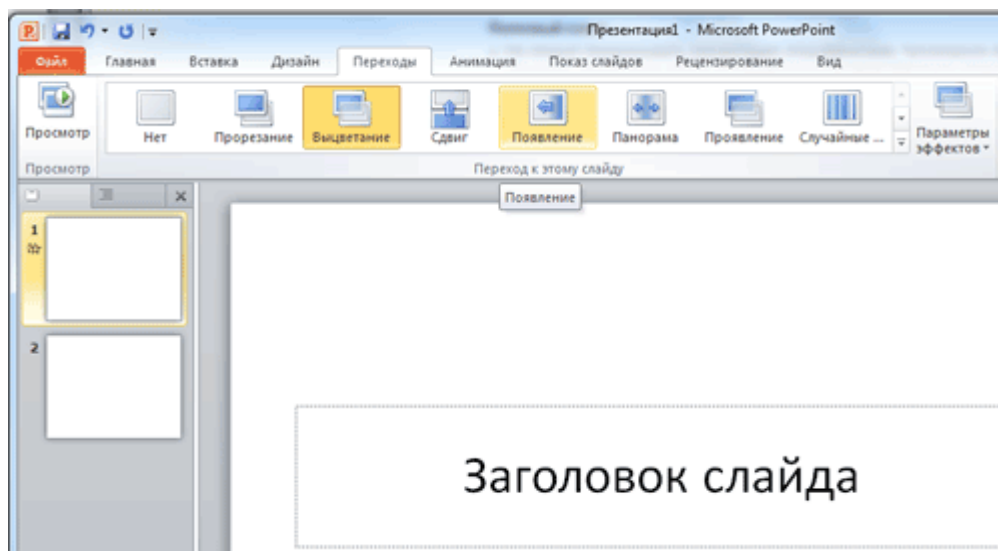 Презентация1 - Microsoft PowerPoint
Файл Главная Вставка Дизайн Переходы Анимация Показ слайдов Рецензирование Вид
Просмотр Нет Прорезание Выцветание Сдвиг Появление Панорама Проявление Случайные ... Параметры эффектов
Просмотр Переход к этому слайду
Появление
1
2
Заголовок слайда